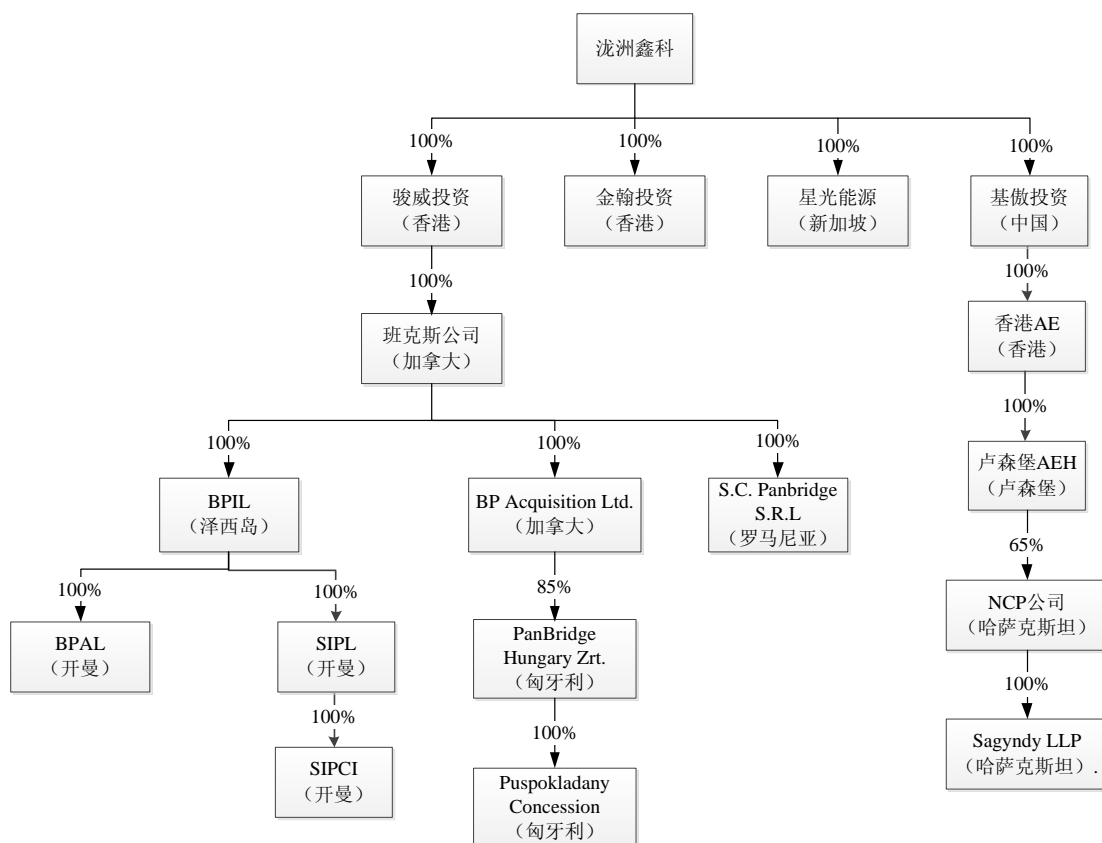 泷洲鑫科
100%
100%
100%
100%
骏威投资
（香港）
金翰投资
（香港）
星光能源
（新加坡）
基傲投资
（中国）
100%
100%
班克斯公司
（加拿大）
香港AE
（香港）
100%
100%
100%
100%
BPIL
（泽西岛）
BP Acquisition Ltd.
（加拿大）
S.C. Panbridge
S.R.L
（罗马尼亚）
卢森堡AEH
（卢森堡）
100%
100%
85%
65%
BPAL
（开曼）
SIPL
（开曼）
PanBridge
Hungary Zrt.
（匈牙利）
NCP公司
（哈萨克斯坦）
100%
100%
100%
SIPCI
（开曼）
Puspokladany
Concession
（匈牙利）
Sagyndy LLP
（哈萨克斯坦）.